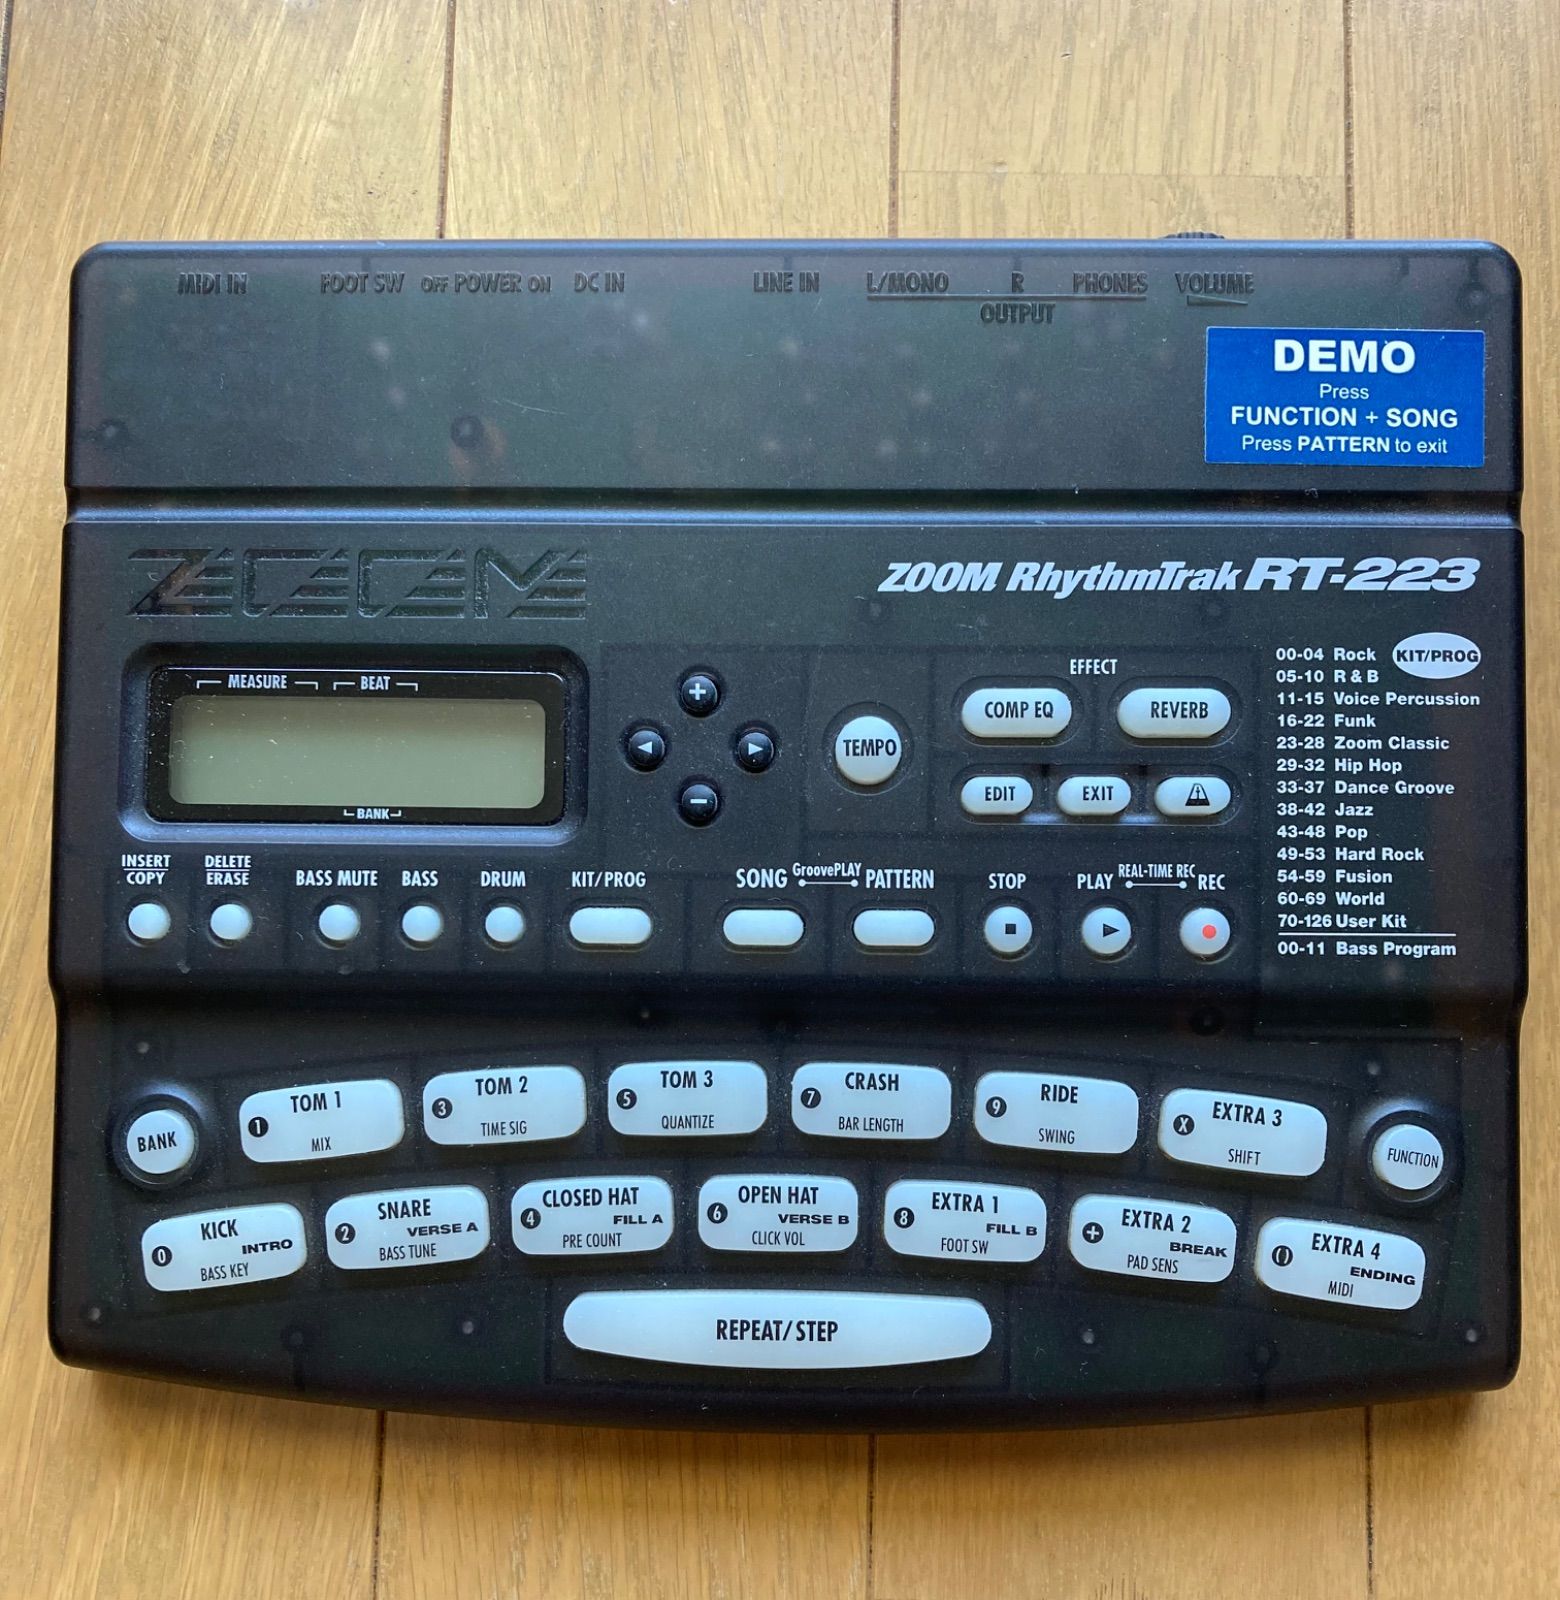 MIDI IN FOOT SW OFF POWER ON DC IN LINE IN L/MONO R PHONES VOLUME
OUTPUT
DEMO
Press
FUNCTION + SONG
Press PATTERN to exit
ZOOM
ZOOM RhythmTrak RT-223
MEASURE BEAT
BANK
+
-
TEMPO
EFFECT
COMP EQ REVERB
EDIT EXIT
KIT/PROG
00-04 Rock
05-10 R & B
11-15 Voice Percussion
16-22 Funk
23-28 Zoom Classic
29-32 Hip Hop
33-37 Dance Groove
38-42 Jazz
43-48 Pop
49-53 Hard Rock
54-59 Fusion
60-69 World
70-126 User Kit
00-11 Bass Program
INSERT
COPY
DELETE
ERASE
BASS MUTE BASS DRUM KIT/PROG SONG GroovePLAY PATTERN STOP PLAY REAL-TIME REC REC
BANK
1 TOM 1
MIX
3 TOM 2
TIME SIG
5 TOM 3
QUANTIZE
7 CRASH
BAR LENGTH
9 RIDE
SWING
X EXTRA 3
SHIFT
FUNCTION
0 KICK
INTRO
BASS KEY
2 SNARE
VERSE A
BASS TUNE
4 CLOSED HAT
FILL A
PRE COUNT
6 OPEN HAT
VERSE B
CLICK VOL
8 EXTRA 1
FILL B
FOOT SW
+ EXTRA 2
BREAK
PAD SENS
() EXTRA 4
ENDING
MIDI
REPEAT/STEP